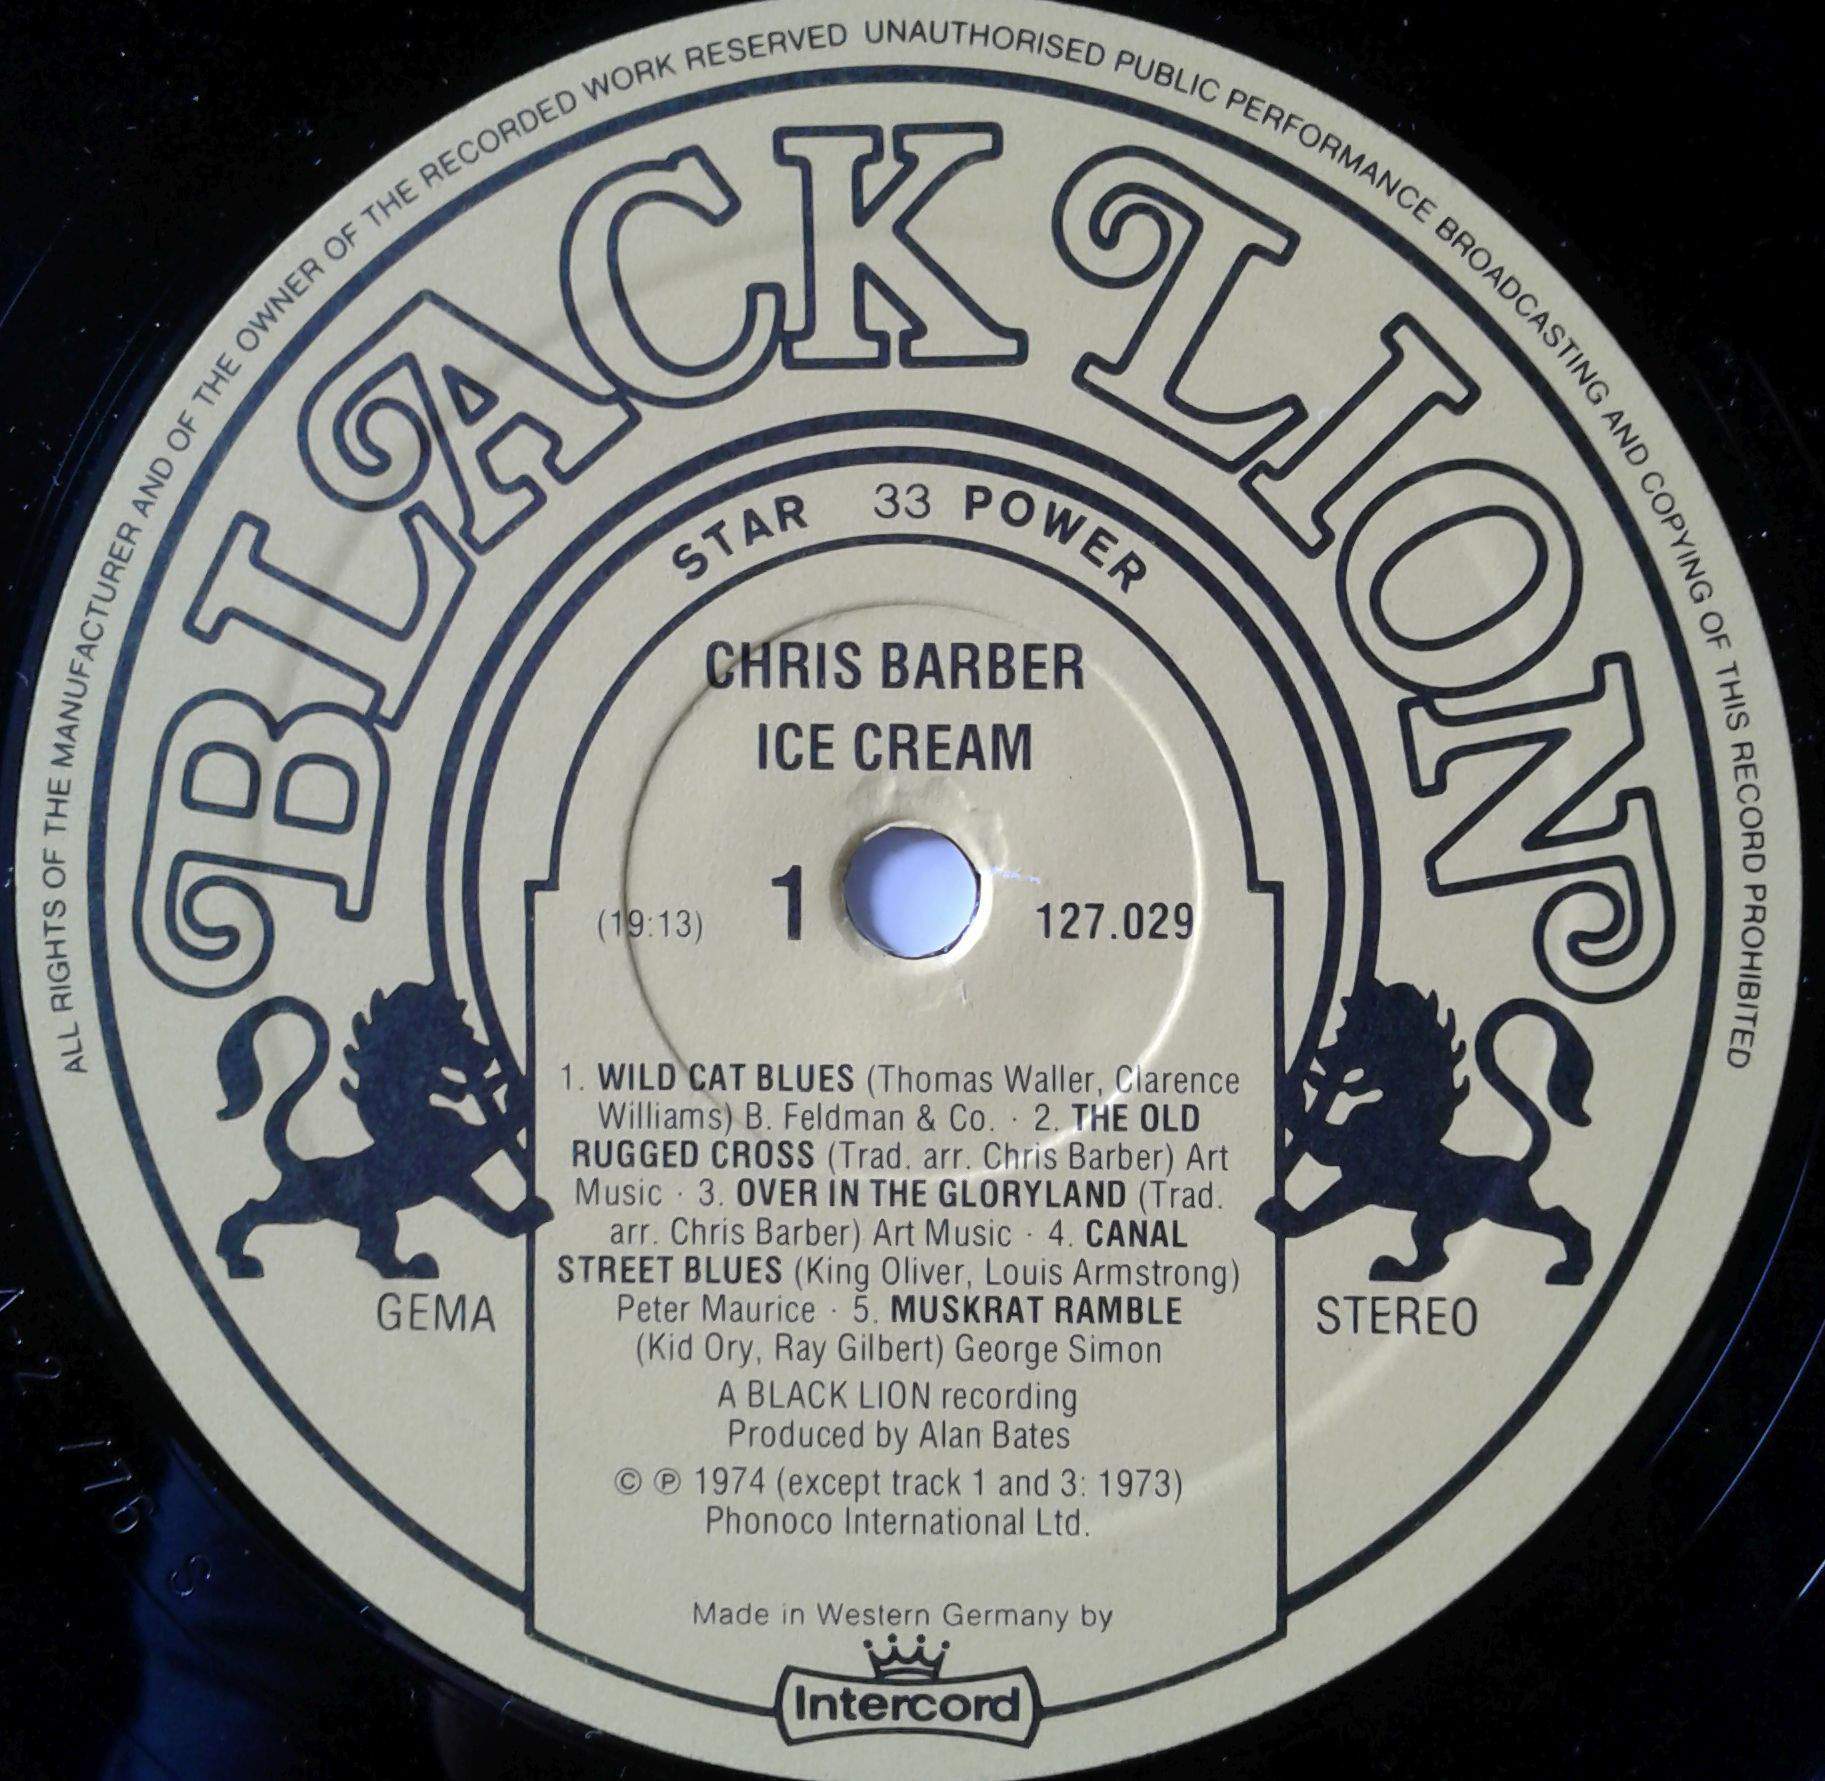 ALL RIGHTS OF THE MANUFACTURER AND OF THE OWNER OF THE RECORDED WORK RESERVED UNAUTHORISED PUBLIC PERFORMANCE BROADCASTING AND COPYING OF THIS RECORD PROHIBITED
BLACK LION
STAR 33 POWER
CHRIS BARBER
ICE CREAM
(19:13) 1 127.029
1. WILD CAT BLUES (Thomas Waller, Clarence
Williams) B. Feldman & Co. · 2. THE OLD
RUGGED CROSS (Trad. arr. Chris Barber) Art
Music · 3. OVER IN THE GLORYLAND (Trad.
arr. Chris Barber) Art Music · 4. CANAL
STREET BLUES (King Oliver, Louis Armstrong)
Peter Maurice · 5. MUSKRAT RAMBLE
(Kid Ory, Ray Gilbert) George Simon
GEMA
STEREO
A BLACK LION recording
Produced by Alan Bates
© ℗ 1974 (except track 1 and 3: 1973)
Phonoco International Ltd.
Made in Western Germany by
Intercord